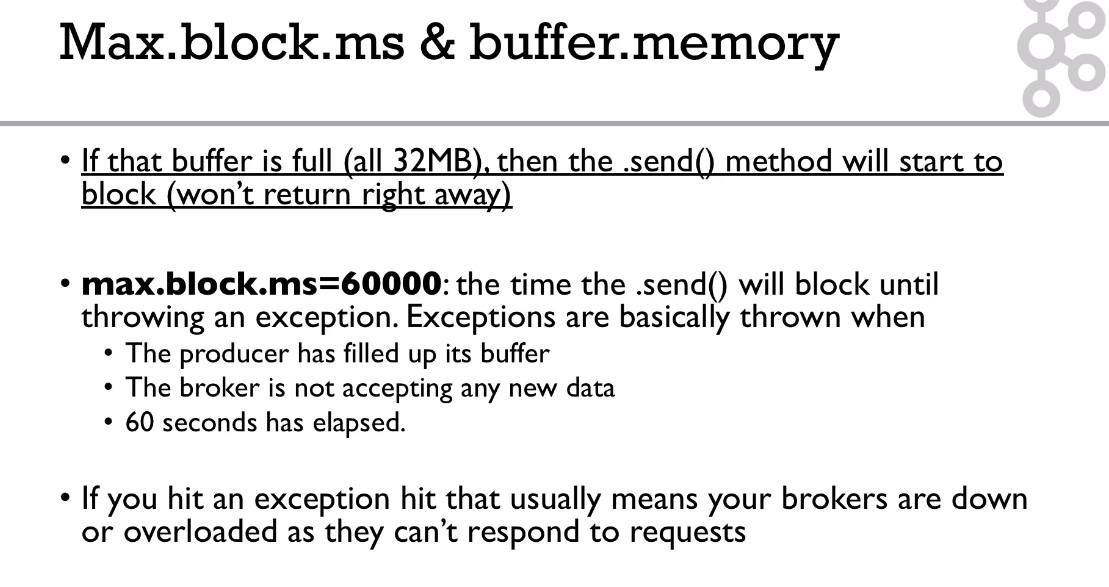 Max.block.ms & buffer.memory
• If that buffer is full (all 32MB), then the .send() method will start to
block (won’t return right away)
• max.block.ms=60000: the time the .send() will block until
throwing an exception. Exceptions are basically thrown when
• The producer has filled up its buffer
• The broker is not accepting any new data
• 60 seconds has elapsed.
• If you hit an exception hit that usually means your brokers are down
or overloaded as they can’t respond to requests